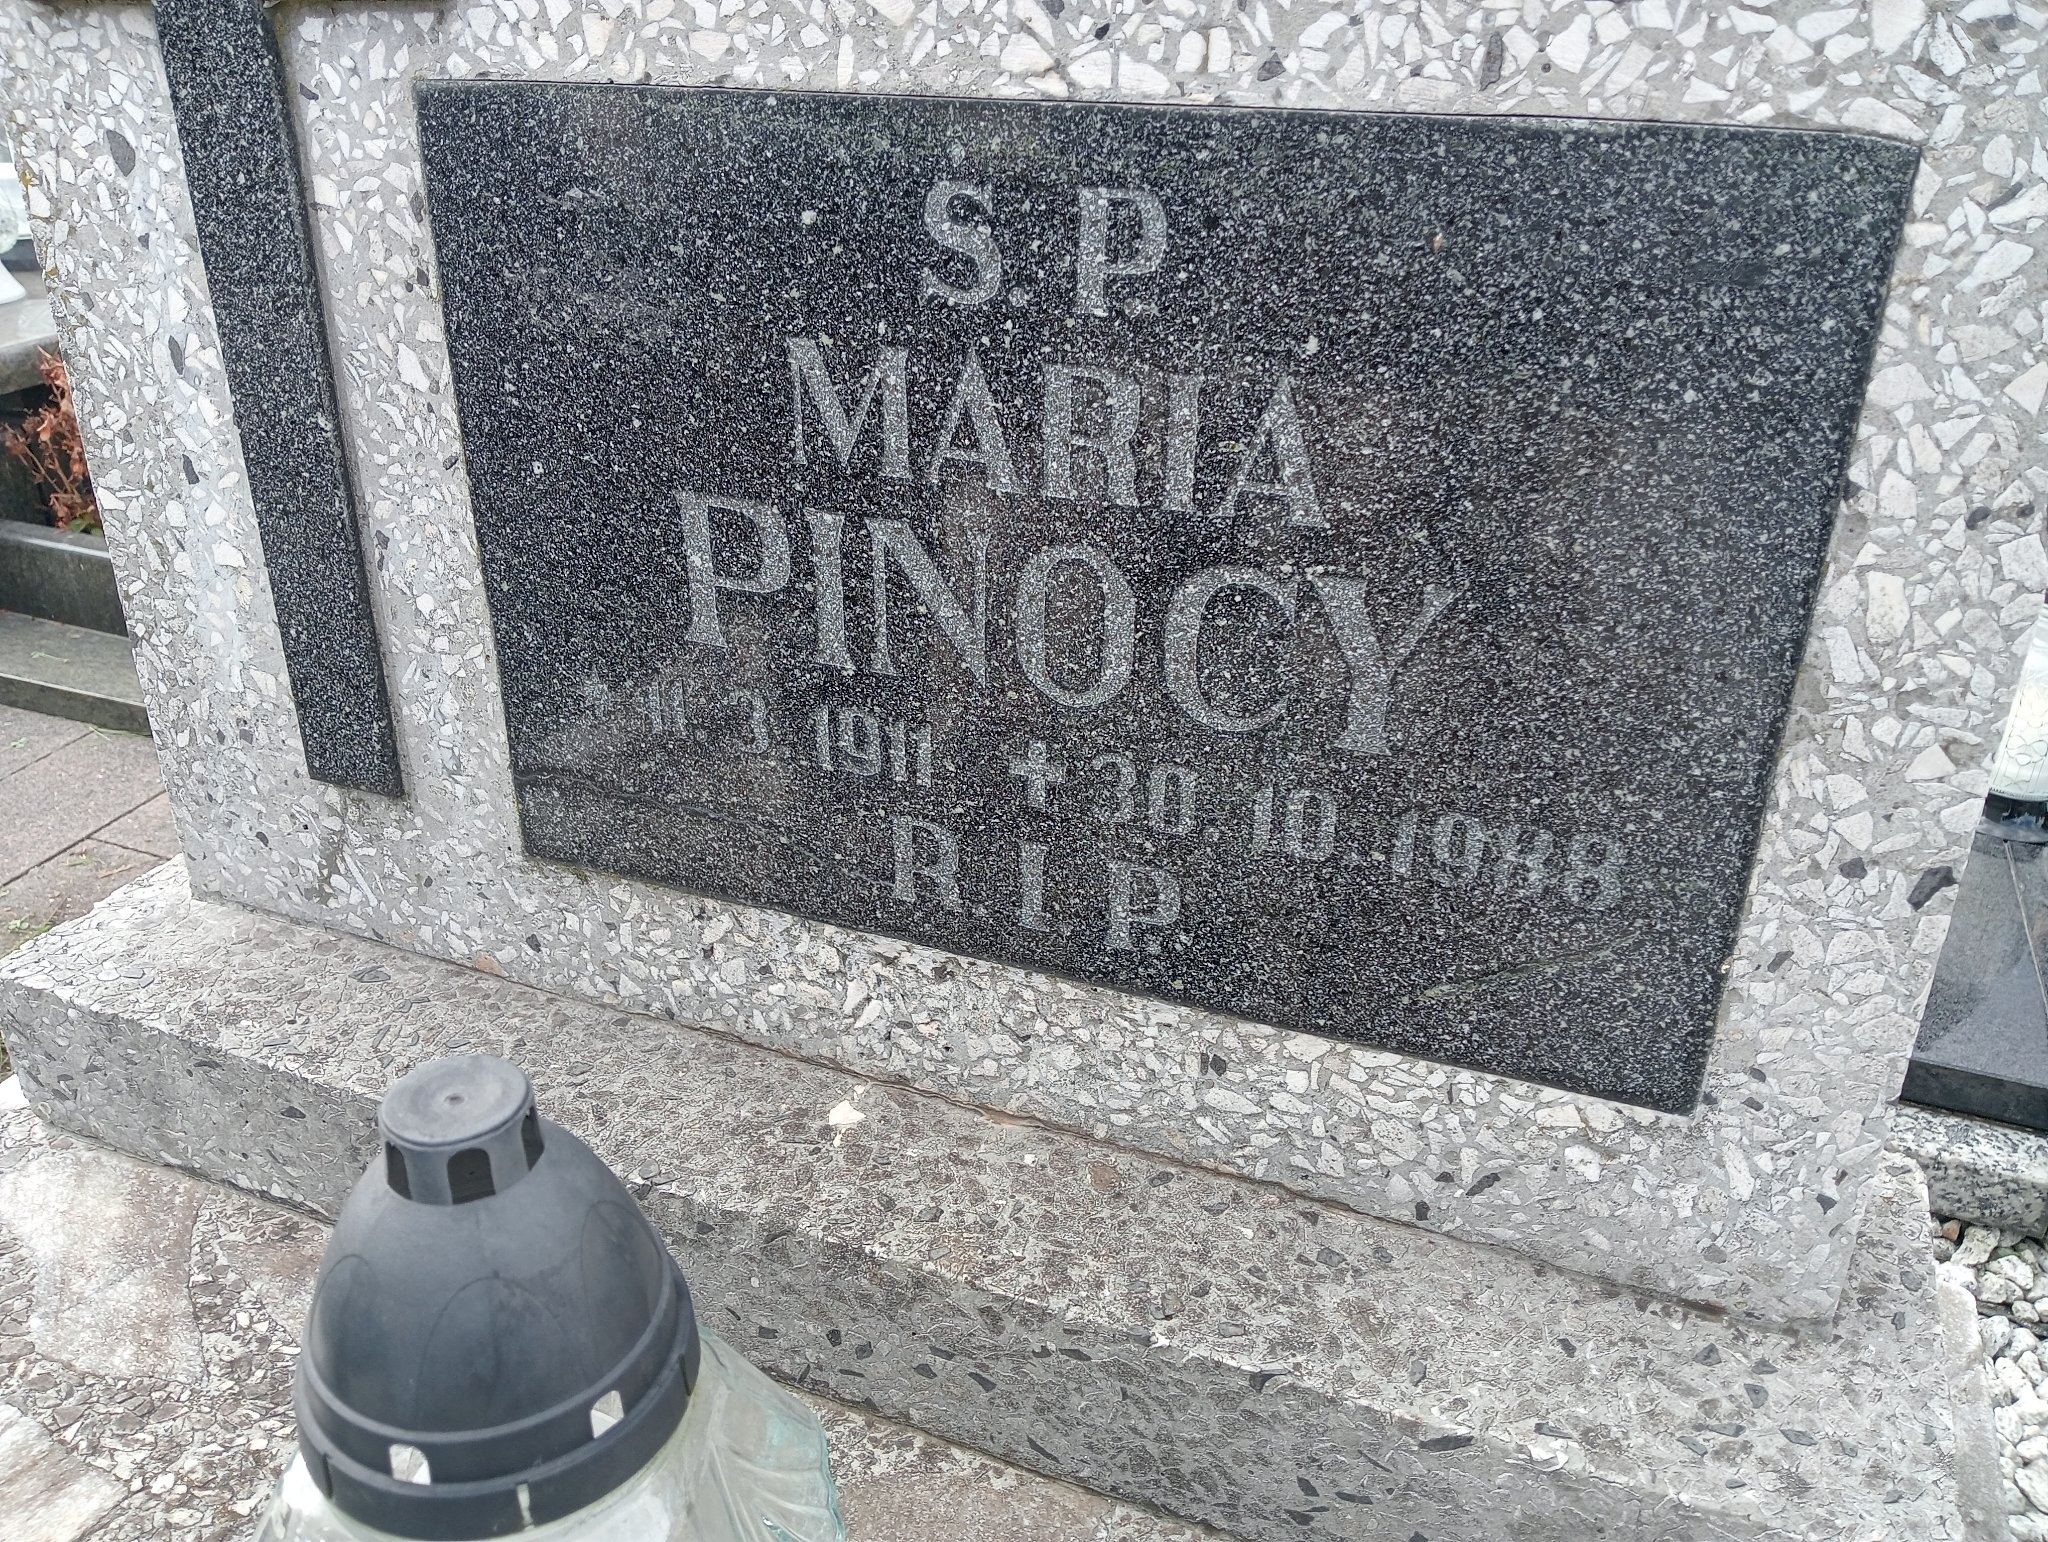 S. P.
MARIA
PINOCY
* 11. 3 1911 ✝ 30. 10. 1988
R. I P.